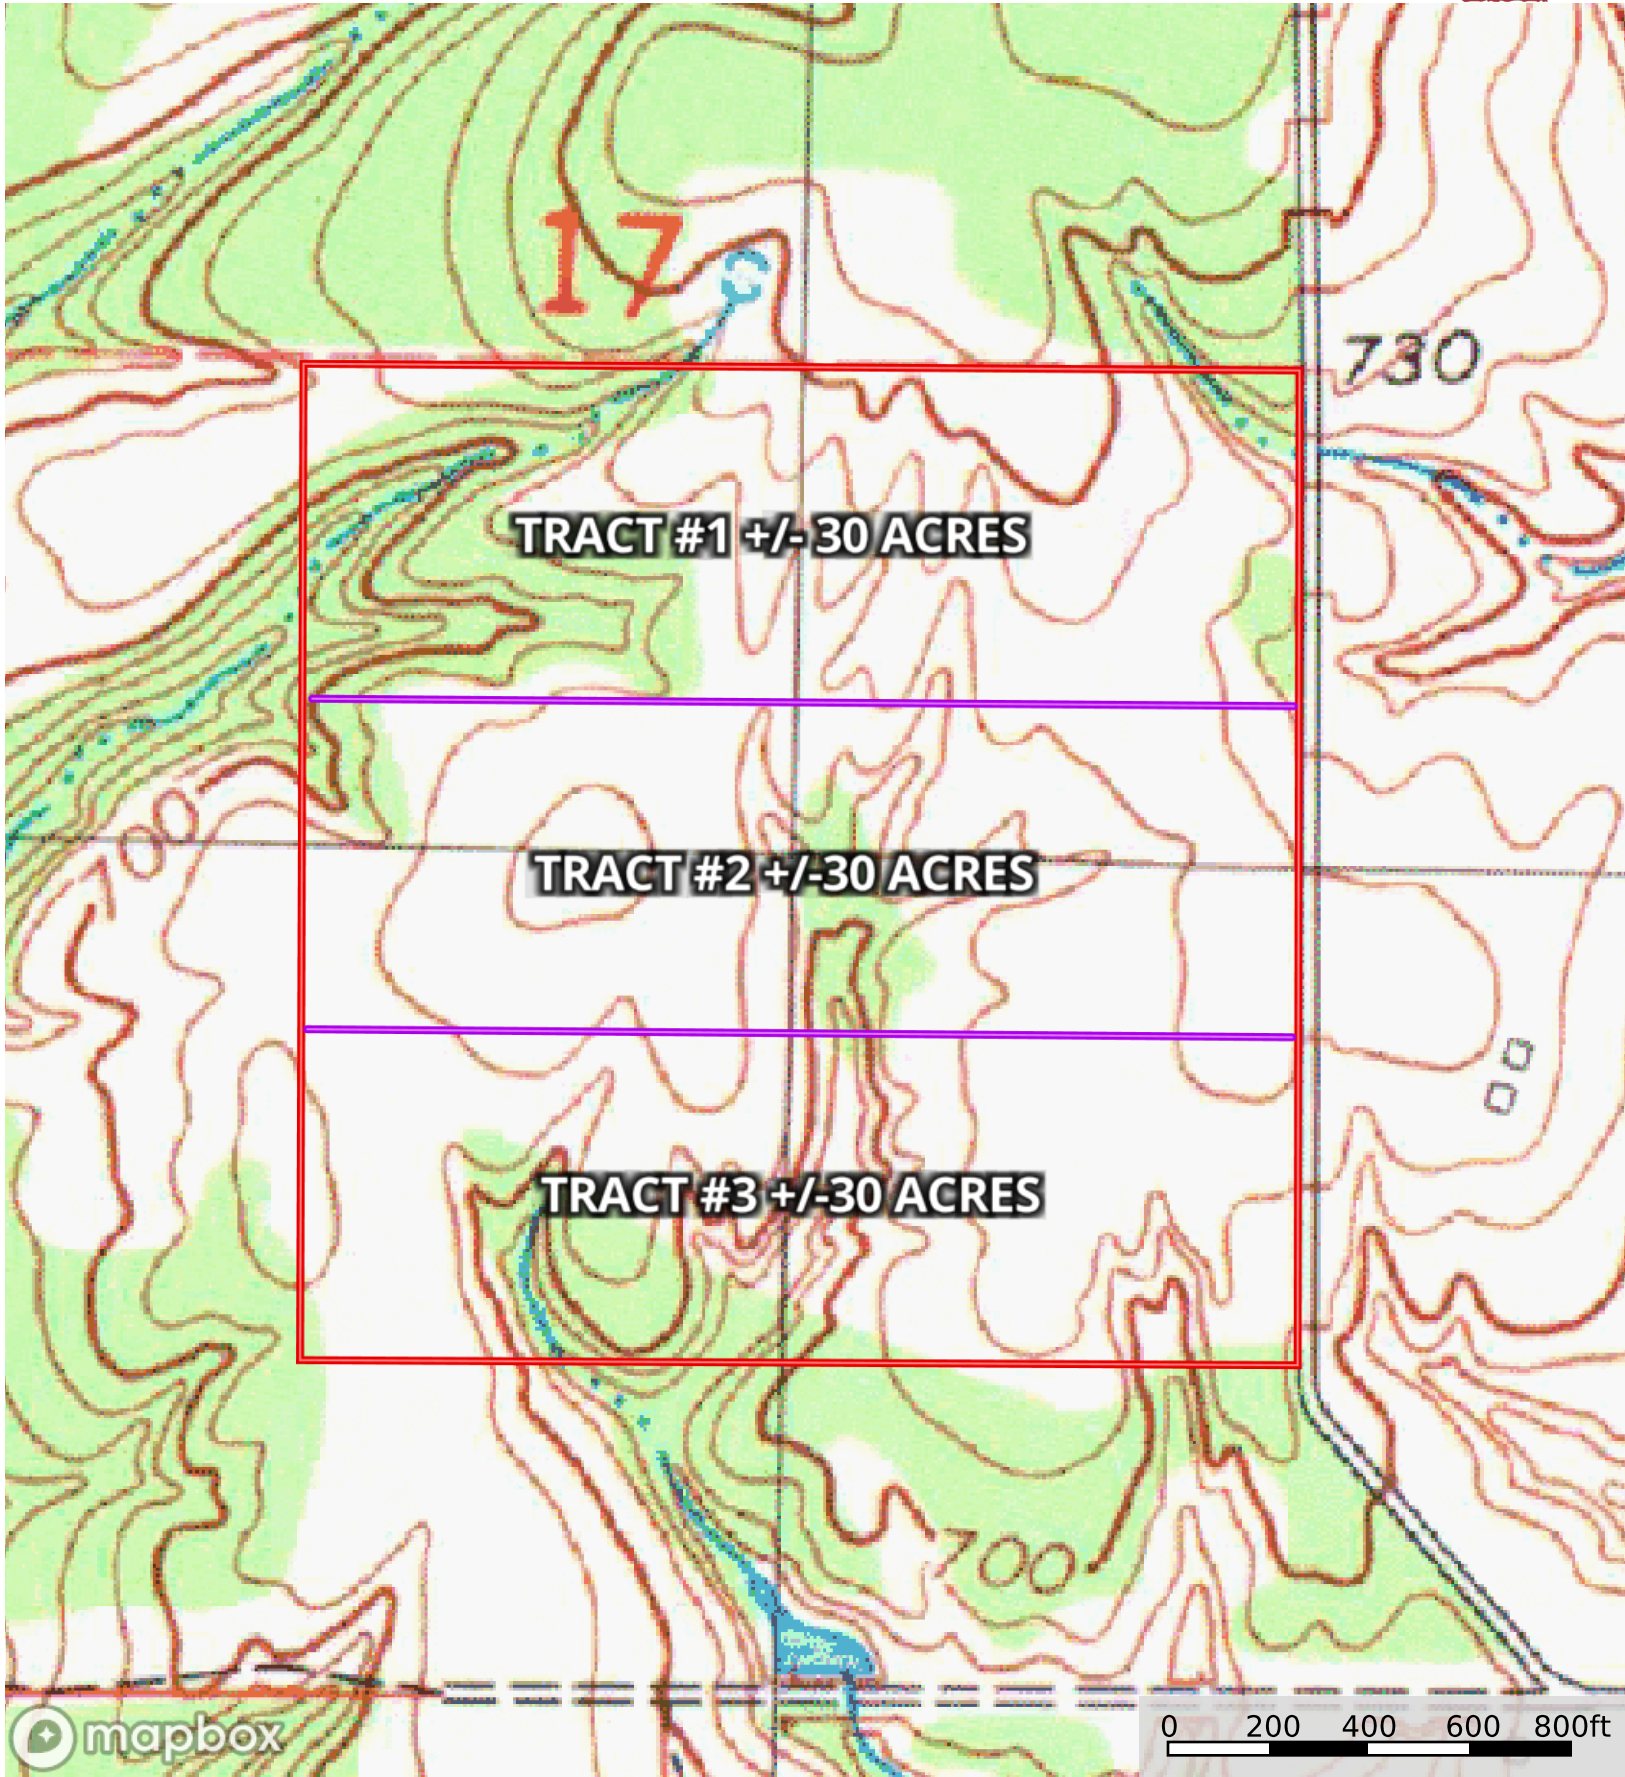 17
730
TRACT #1 +/- 30 ACRES
TRACT #2 +/-30 ACRES
700
TRACT #3 +/-30 ACRES
700
mapbox
0 200 400 600 800ft